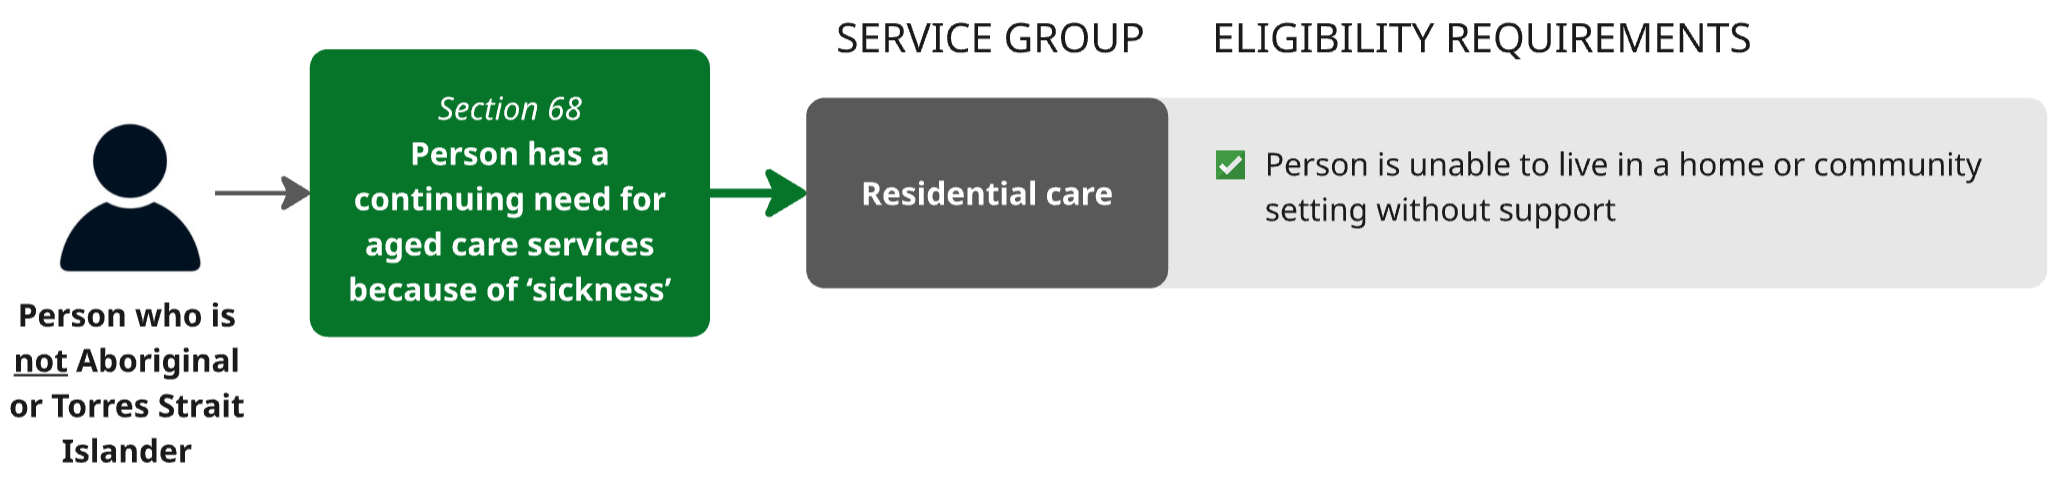 SERVICE GROUP
ELIGIBILITY REQUIREMENTS
Section 68
Person has a
continuing need for
aged care services
because of ‘sickness’
Residential care
Person is unable to live in a home or community
setting without support
Person who is
not Aboriginal
or Torres Strait
Islander